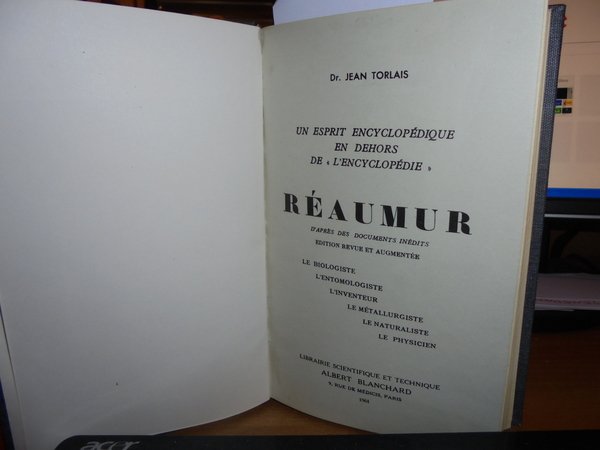 Dr. JEAN TORLAIS
UN ESPRIT ENCYCLOPÉDIQUE
EN DEHORS
DE « L'ENCYCLOPÉDIE »
RÉAUMUR
D'APRÈS DES DOCUMENTS INÉDITS
EDITION REVUE ET AUGMENTÉE
LE BIOLOGISTE
L'ENTOMOLOGISTE
L'INVENTEUR
LE MÉTALLURGISTE
LE NATURALISTE
LE PHYSICIEN
LIBRAIRIE SCIENTIFIQUE ET TECHNIQUE
ALBERT BLANCHARD
9, RUE DE MÉDICIS, PARIS
1961
acer